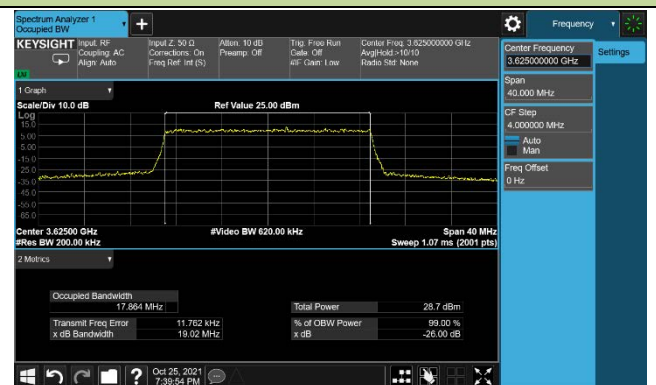 Spectrum Analyzer 1
Occupied BW
Frequency
KEYSIGHT
Input: RF
Coupling: AC
Align: Auto
Input Z: 50 Ω
Corrections: On
Freq Ref: Int (S)
Atten: 10 dB
Preamp: Off
Trig: Free Run
Gate: Off
#IF Gain: Low
Center Freq: 3.625000000 GHz
Avg|Hold:>10/10
Radio Std: None
Center Frequency
3.625000000 GHz
Settings
Span
40.000 MHz
CF Step
4.000000 MHz
Auto
Man
Freq Offset
0 Hz
1 Graph
Scale/Div 10.0 dB
Ref Value 25.00 dBm
Log
15.0
5.00
-5.00
-15.0
-25.0
-35.0
-45.0
-55.0
-65.0
Center 3.62500 GHz
#Video BW 620.00 kHz
Span 40 MHz
#Res BW 200.00 kHz
Sweep 1.07 ms (2001 pts)
2 Metrics
Occupied Bandwidth
17.864 MHz
Total Power
28.7 dBm
Transmit Freq Error
11.762 kHz
% of OBW Power
99.00 %
x dB Bandwidth
19.02 MHz
x dB
-26.00 dB
?
Oct 25, 2021
7:39:54 PM